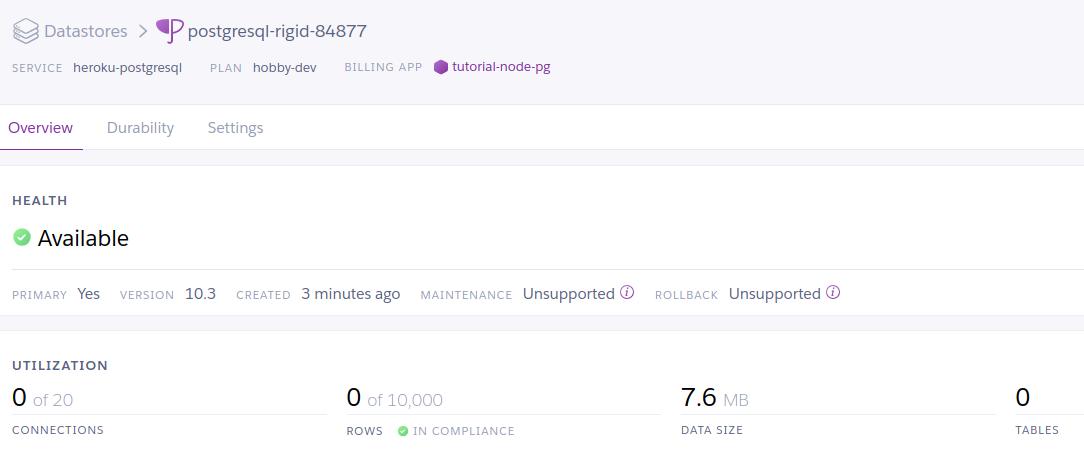 Datastores > postgresql-rigid-84877
SERVICE heroku-postgresql PLAN hobby-dev BILLING APP tutorial-node-pg
Overview Durability Settings
HEALTH
Available
PRIMARY Yes VERSION 10.3 CREATED 3 minutes ago MAINTENANCE Unsupported i ROLLBACK Unsupported i
UTILIZATION
0 of 20 0 of 10,000 7.6 MB 0
CONNECTIONS ROWS IN COMPLIANCE DATA SIZE TABLES